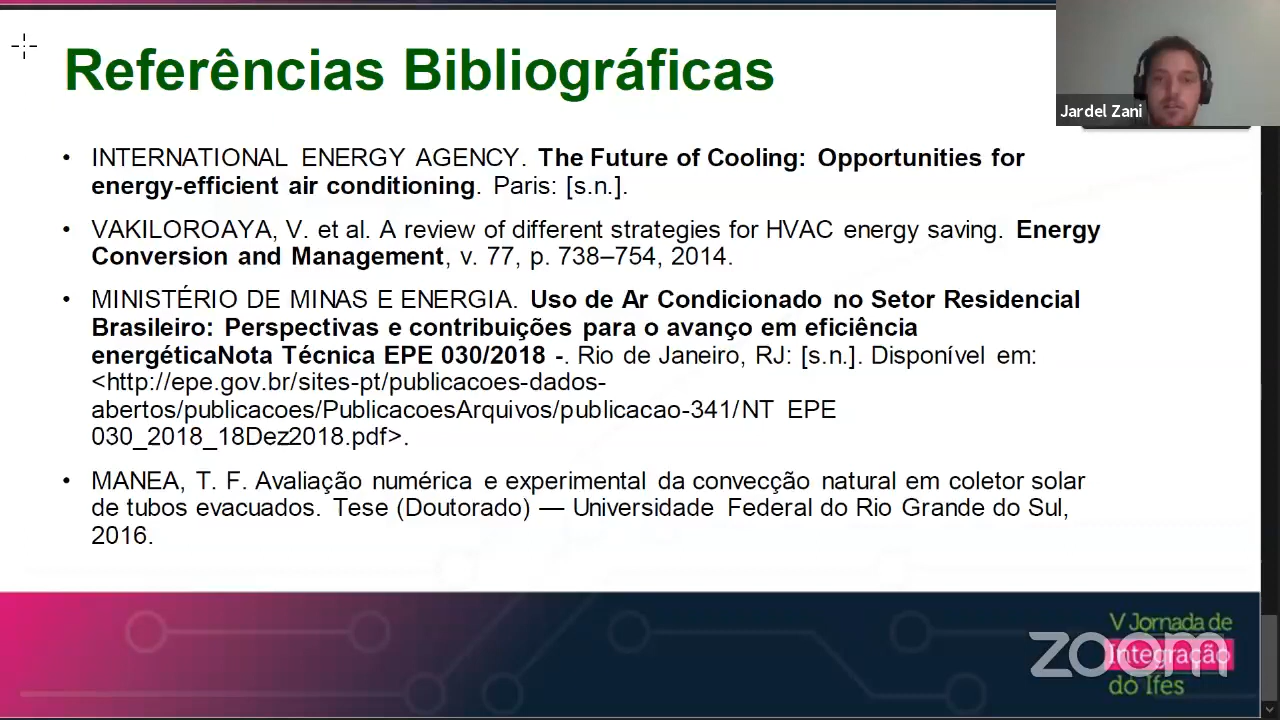 Referências Bibliográficas
Jardel Zani
• INTERNATIONAL ENERGY AGENCY. The Future of Cooling: Opportunities for
energy-efficient air conditioning. Paris: [s.n.].
• VAKILOROAYA, V. et al. A review of different strategies for HVAC energy saving. Energy
Conversion and Management, v. 77, p. 738–754, 2014.
• MINISTÉRIO DE MINAS E ENERGIA. Uso de Ar Condicionado no Setor Residencial
Brasileiro: Perspectivas e contribuições para o avanço em eficiência
energéticaNota Técnica EPE 030/2018 -. Rio de Janeiro, RJ: [s.n.]. Disponível em:
<http://epe.gov.br/sites-pt/publicacoes-dados-
abertos/publicacoes/PublicacoesArquivos/publicacao-341/NT EPE
030_2018_18Dez2018.pdf>.
• MANEA, T. F. Avaliação numérica e experimental da convecção natural em coletor solar
de tubos evacuados. Tese (Doutorado) — Universidade Federal do Rio Grande do Sul,
2016.
V Jornada de
Integração
do Ifes
zoom